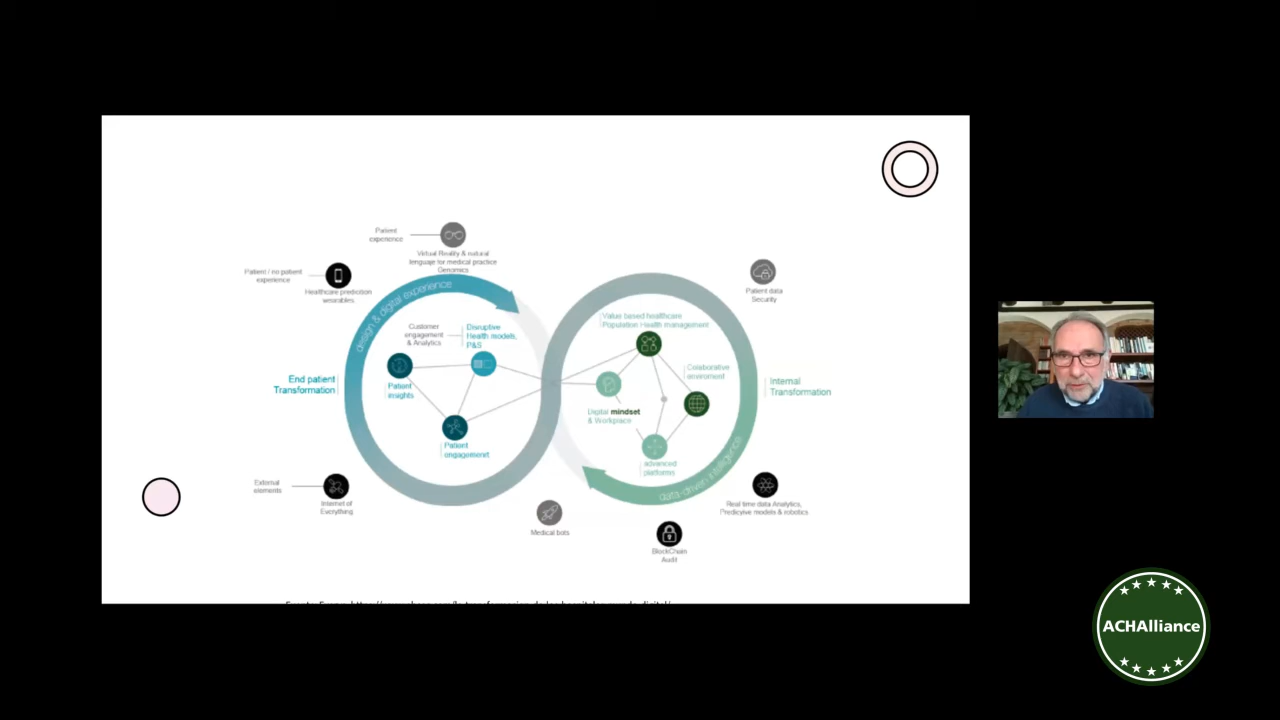 Patient
experience
Virtual Reality & natural
language for medical practice
Genomics
Patient / no patient
experience
Healthcare prediction
wearables.
Patient data
Security
design & digital experience
Customer
engagement
& Analytics
Disruptive
Health models,
P&S
Value based healthcare
Population Health management
Colaborative
enviroment
End patient
Transformation
Patient
insights
Internal
Transformation
Digital mindset
& Workplace
Patient
engagement
advanced
platforms
data-driven intelligence
External
elements
Internet of
Everything
Medical bots
Real time data Analytics,
Predicyive models & robotics
BlockChain
Audit
ACHAlliance